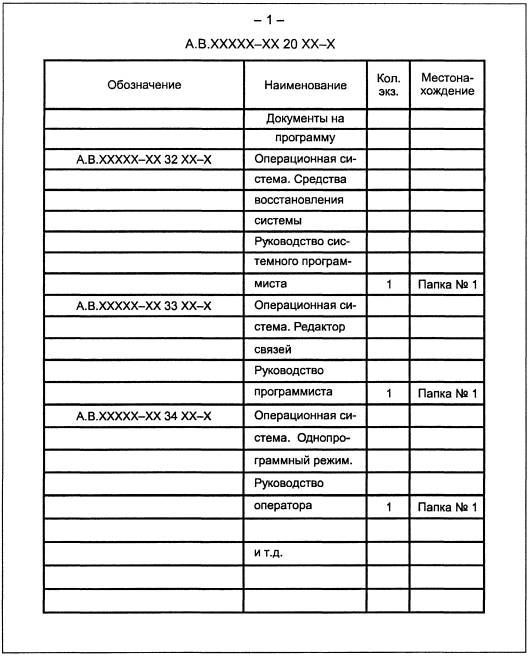 – 1 –
А.В.ХХХХХ–ХХ 20 ХХ–Х
Обозначение Наименование Кол. экз. Местона- хождение
Документы на
программу
А.В.ХХХХХ–ХХ 32 ХХ–Х Операционная си-
стема. Средства
восстановления
системы
Руководство сис-
темного програм-
миста 1 Папка № 1
А.В.ХХХХХ–ХХ 33 ХХ–Х Операционная си-
стема. Редактор
связей
Руководство
программиста 1 Папка № 1
А.В.ХХХХХ–ХХ 34 ХХ–Х Операционная си-
стема. Однопро-
граммный режим.
Руководство
оператора 1 Папка № 1
и т.д.